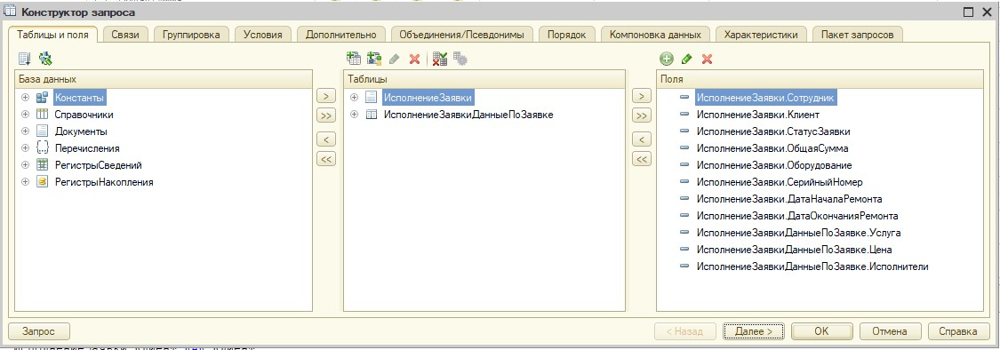 Конструктор запроса
Таблицы и поля Связи Группировка Условия Дополнительно Объединения/Псевдонимы Порядок Компоновка данных Характеристики Пакет запросов
База данных
Константы
Справочники
Документы
Перечисления
РегистрыСведений
РегистрыНакопления
>
>>
<
<<
Таблицы
ИсполнениеЗаявки
ИсполнениеЗаявкиДанныеПоЗаявке
>
>>
<
<<
Поля
ИсполнениеЗаявки.Сотрудник
ИсполнениеЗаявки.Клиент
ИсполнениеЗаявки.СтатусЗаявки
ИсполнениеЗаявки.ОбщаяСумма
ИсполнениеЗаявки.Оборудование
ИсполнениеЗаявки.СерийныйНомер
ИсполнениеЗаявки.ДатаНачалаРемонта
ИсполнениеЗаявки.ДатаОкончанияРемонта
ИсполнениеЗаявкиДанныеПоЗаявке.Услуга
ИсполнениеЗаявкиДанныеПоЗаявке.Цена
ИсполнениеЗаявкиДанныеПоЗаявке.Исполнители
Запрос < Назад Далее > OK Отмена Справка